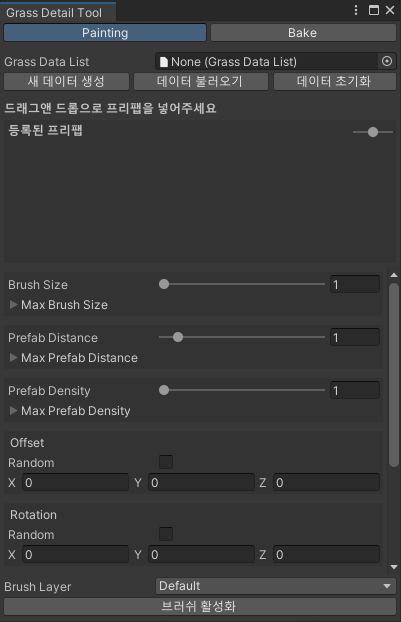 Grass Detail Tool
Painting Bake
Grass Data List None (Grass Data List)
새 데이터 생성 데이터 불러오기 데이터 초기화
드래그앤 드롭으로 프리팹을 넣어주세요
등록된 프리팹
Brush Size 1
Max Brush Size
Prefab Distance 1
Max Prefab Distance
Prefab Density 1
Max Prefab Density
Offset
Random
X 0 Y 0 Z 0
Rotation
Random
X 0 Y 0 Z 0
Brush Layer Default
브러쉬 활성화